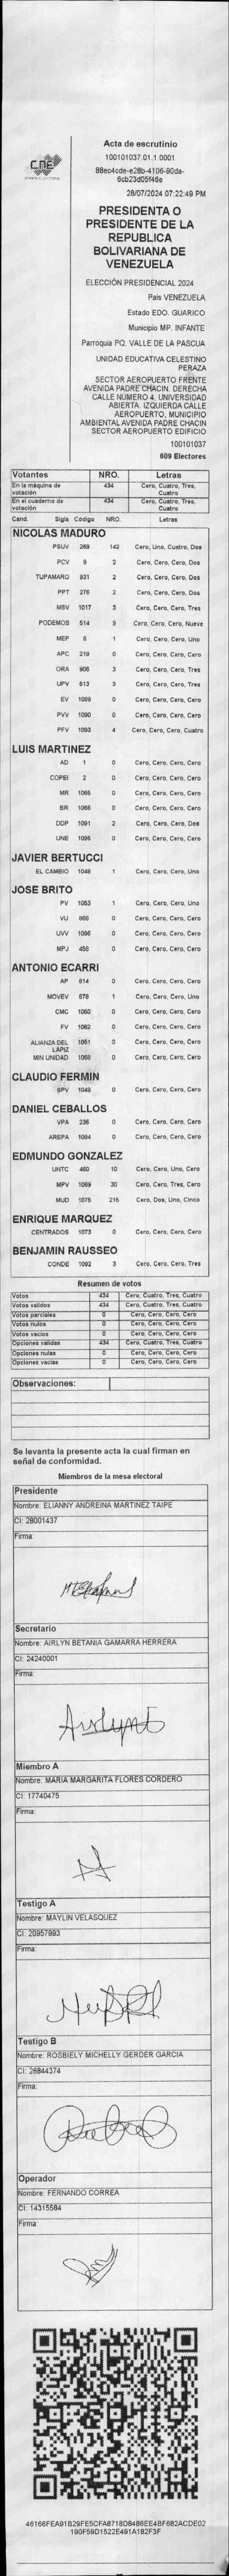 CNE
Acta de escrutinio
100101037.01.1.0001
88ec4cde-e28b-4106-90da-
6cb23d05f46e
28/07/2024 07:22:49 PM
PRESIDENTA O
PRESIDENTE DE LA
REPUBLICA
BOLIVARIANA DE
VENEZUELA
ELECCIÓN PRESIDENCIAL 2024
Pais VENEZUELA
Estado EDO. GUARICO
Municipio MP. INFANTE
Parroquia PQ. VALLE DE LA PASCUA
UNIDAD EDUCATIVA CELESTINO
PERAZA
SECTOR AEROPUERTO FRENTE
AVENIDA PADRE CHACIN. DERECHA
CALLE NUMERO 4, UNIVERSIDAD
ABIERTA. IZQUIERDA CALLE
AEROPUERTO, MUNICIPIO
AMBIENTAL AVENIDA PADRE CHACIN
SECTOR AEROPUERTO EDIFICIO
100101037
609 Electores
Votantes NRO. Letras
En la máquina de votación 434 Cero, Cuatro, Tres, Cuatro
En el cuaderno de votación 434 Cero, Cuatro, Tres, Cuatro
Cand. Sigla Código NRO. Letras
NICOLAS MADURO
PSUV 269 142 Cero, Uno, Cuatro, Dos
PCV 9 2 Cero, Cero, Cero, Dos
TUPAMARO 931 2 Cero, Cero, Cero, Dos
PPT 276 2 Cero, Cero, Cero, Dos
MSV 1017 3 Cero, Cero, Cero, Tres
PODEMOS 514 9 Cero, Cero, Cero, Nueve
MEP 6 1 Cero, Cero, Cero, Uno
APC 219 0 Cero, Cero, Cero, Cero
ORA 906 3 Cero, Cero, Cero, Tres
UPV 613 3 Cero, Cero, Cero, Tres
EV 1089 0 Cero, Cero, Cero, Cero
PVV 1090 0 Cero, Cero, Cero, Cero
PFV 1093 4 Cero, Cero, Cero, Cuatro
LUIS MARTINEZ
AD 1 0 Cero, Cero, Cero, Cero
COPEI 2 0 Cero, Cero, Cero, Cero
MR 1065 0 Cero, Cero, Cero, Cero
BR 1066 0 Cero, Cero, Cero, Cero
DDP 1091 2 Cero, Cero, Cero, Dos
UNE 1095 0 Cero, Cero, Cero, Cero
JAVIER BERTUCCI
EL CAMBIO 1048 1 Cero, Cero, Cero, Uno
JOSE BRITO
PV 1053 1 Cero, Cero, Cero, Uno
VU 868 0 Cero, Cero, Cero, Cero
UVV 1096 0 Cero, Cero, Cero, Cero
MPJ 456 0 Cero, Cero, Cero, Cero
ANTONIO ECARRI
AP 814 0 Cero, Cero, Cero, Cero
MOVEV 878 1 Cero, Cero, Cero, Uno
CMC 1050 0 Cero, Cero, Cero, Cero
FV 1062 0 Cero, Cero, Cero, Cero
ALIANZA DEL LAPIZ 1051 0 Cero, Cero, Cero, Cero
MIN UNIDAD 1068 0 Cero, Cero, Cero, Cero
CLAUDIO FERMIN
SPV 1049 0 Cero, Cero, Cero, Cero
DANIEL CEBALLOS
VPA 236 0 Cero, Cero, Cero, Cero
AREPA 1094 0 Cero, Cero, Cero, Cero
EDMUNDO GONZALEZ
UNTC 460 10 Cero, Cero, Uno, Cero
MPV 1069 30 Cero, Cero, Tres, Cero
MUD 1075 215 Cero, Dos, Uno, Cinco
ENRIQUE MARQUEZ
CENTRADOS 1073 0 Cero, Cero, Cero, Cero
BENJAMIN RAUSSEO
CONDE 1092 3 Cero, Cero, Cero, Tres
Resumen de votos
Votos 434 Cero, Cuatro, Tres, Cuatro
Votos validos 434 Cero, Cuatro, Tres, Cuatro
Votos parciales 0 Cero, Cero, Cero, Cero
Votos nulos 0 Cero, Cero, Cero, Cero
Votos vacios 0 Cero, Cero, Cero, Cero
Opciones validas 434 Cero, Cuatro, Tres, Cuatro
Opciones nulas 0 Cero, Cero, Cero, Cero
Opciones vacias 0 Cero, Cero, Cero, Cero
Observaciones:
Se levanta la presente acta la cual firman en
señal de conformidad.
Miembros de la mesa electoral
Presidente
Nombre: ELIANNY ANDREINA MARTINEZ TAIPE
CI: 28001437
Firma:
Secretario
Nombre: AIRLYN BETANIA GAMARRA HERRERA
CI: 24240001
Firma:
Miembro A
Nombre: MARIA MARGARITA FLORES CORDERO
CI: 17740475
Firma:
Testigo A
Nombre: MAYLIN VELASQUEZ
CI: 20957993
Firma:
Testigo B
Nombre: ROSBIELY MICHELLY GERDER GARCIA
CI: 26844374
Firma:
Operador
Nombre: FERNANDO CORREA
CI: 14315584
Firma:
46166FEA91B29FE5CFA8718D8486EE4BF682ACDE02
190F59D1522E491A182F3F